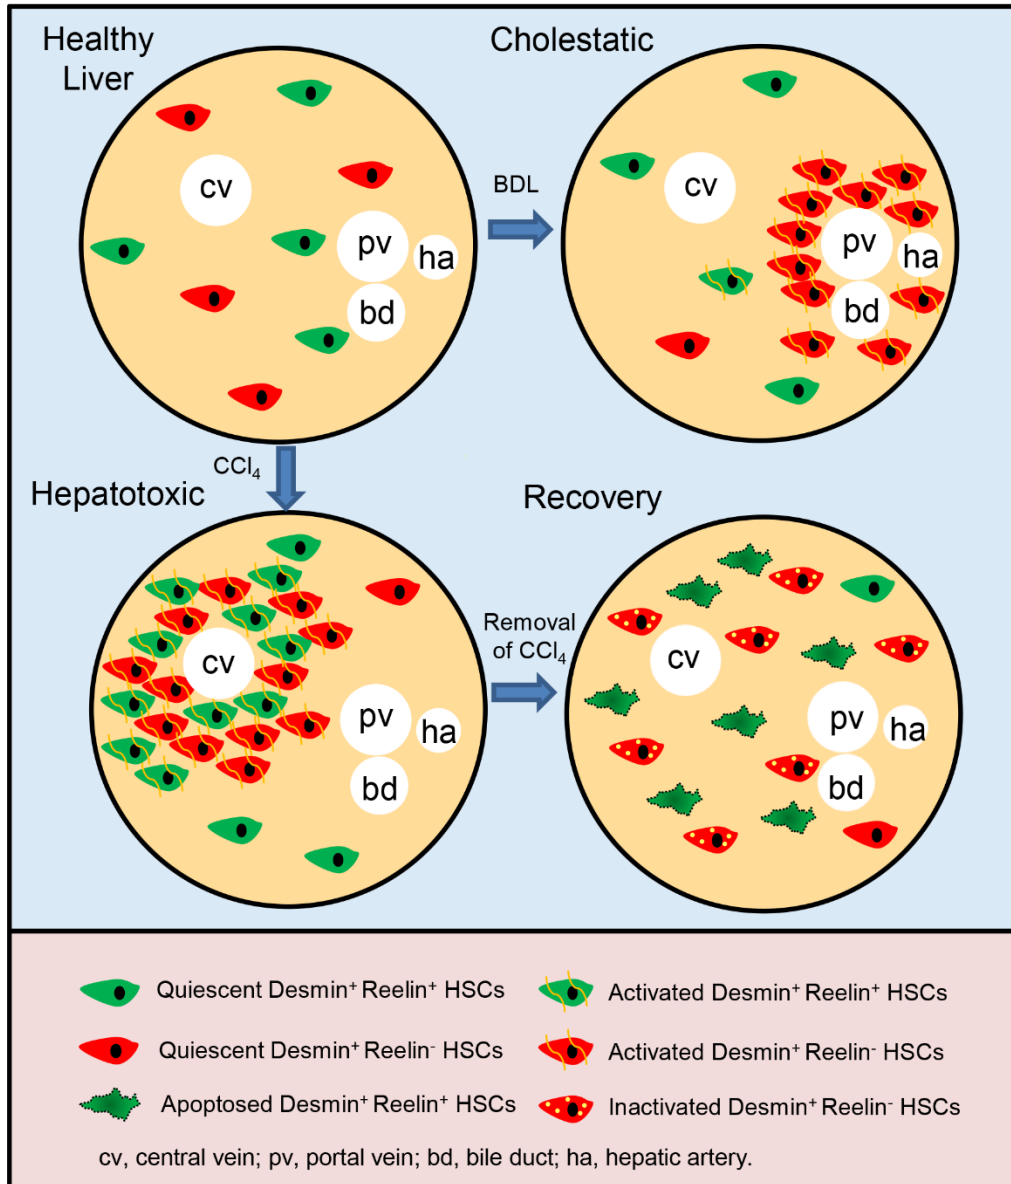 Healthy
Liver
cv
pv
ha
bd
BDL
Cholestatic
cv
pv
ha
bd
CCl₄
Hepatotoxic
cv
pv
ha
bd
Removal
of CCl₄
Recovery
cv
pv
ha
bd
Quiescent Desmin⁺ Reelin⁺ HSCs
Activated Desmin⁺ Reelin⁺ HSCs
Quiescent Desmin⁺ Reelin⁻ HSCs
Activated Desmin⁺ Reelin⁻ HSCs
Apoptosed Desmin⁺ Reelin⁺ HSCs
Inactivated Desmin⁺ Reelin⁻ HSCs
cv, central vein; pv, portal vein; bd, bile duct; ha, hepatic artery.